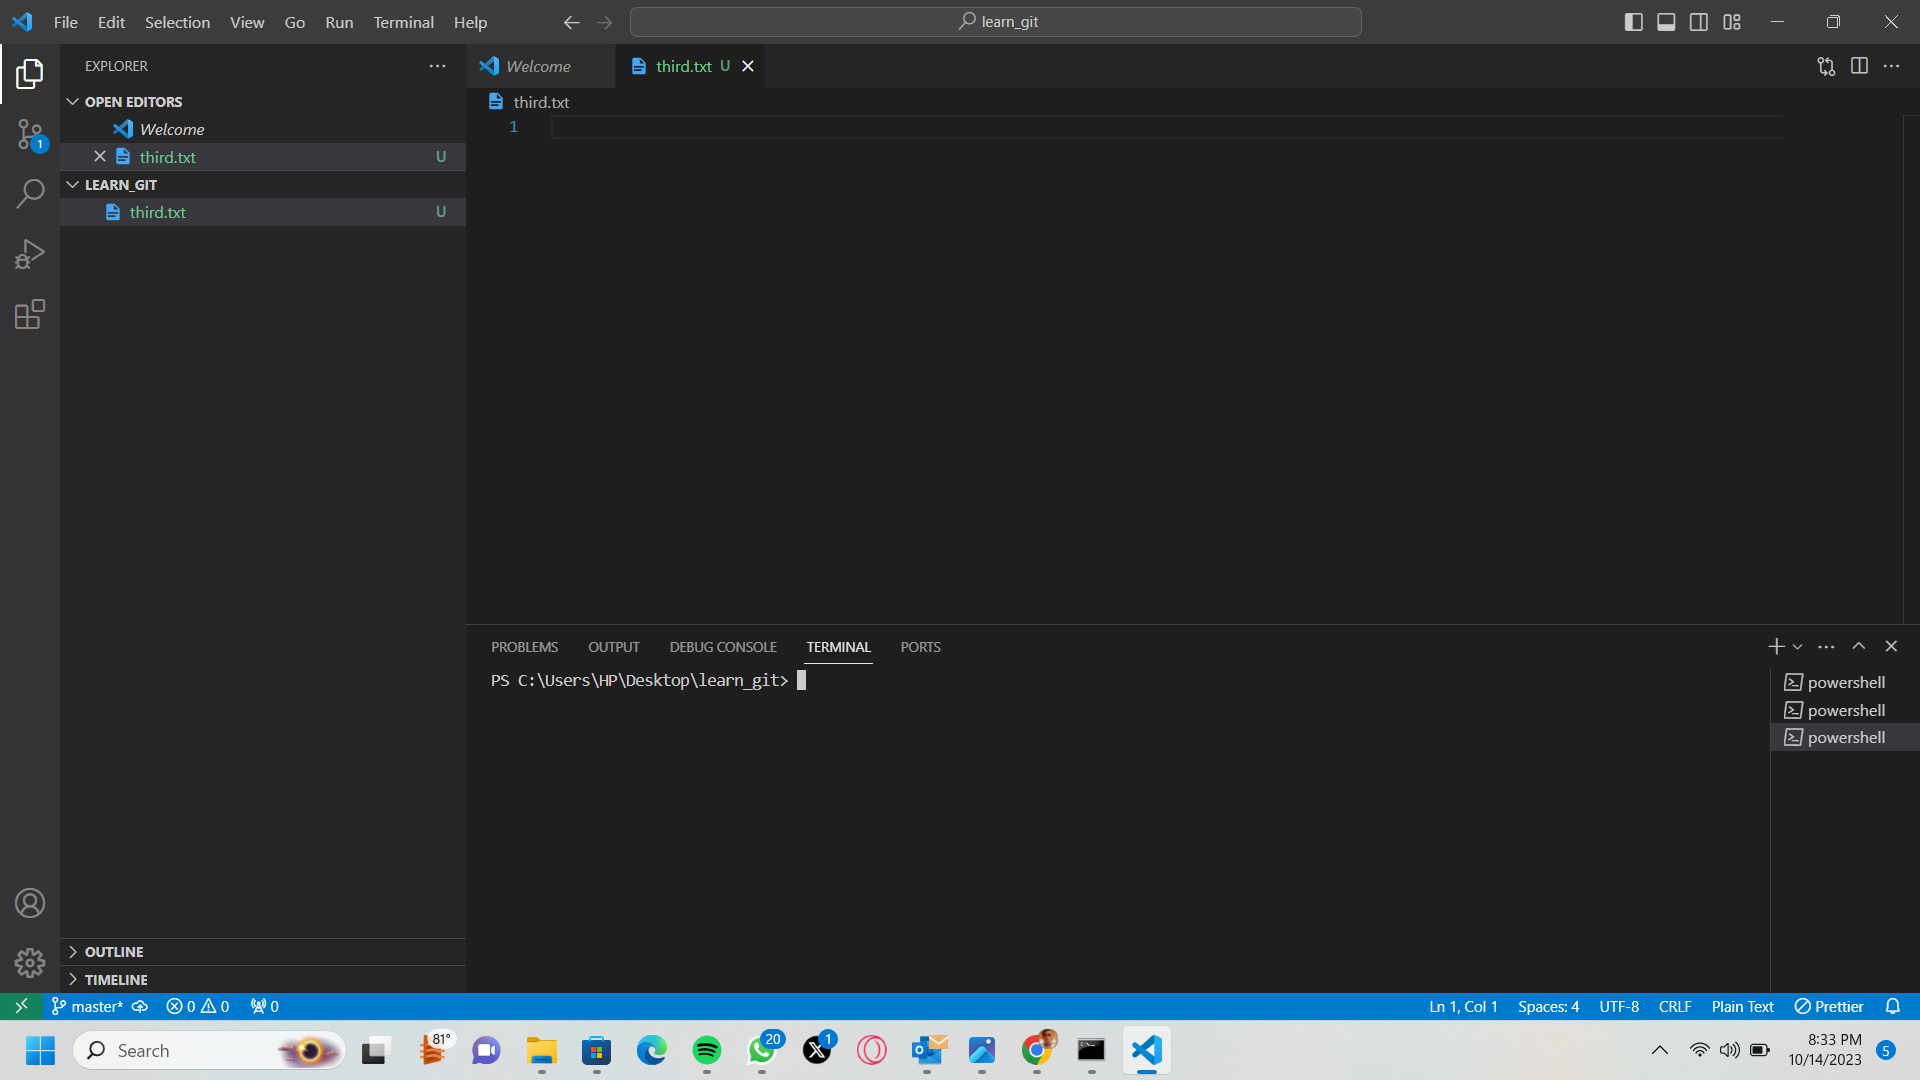 File Edit Selection View Go Run Terminal Help
learn_git
EXPLORER
OPEN EDITORS
Welcome
third.txt U
LEARN_GIT
third.txt U
OUTLINE
TIMELINE
1
Welcome
third.txt U
third.txt
1
PROBLEMS OUTPUT DEBUG CONSOLE TERMINAL PORTS
PS C:\Users\HP\Desktop\learn_git>
powershell
powershell
powershell
master* 0 0 0
Ln 1, Col 1 Spaces: 4 UTF-8 CRLF Plain Text Prettier
Search
81°
20
1
8:33 PM
10/14/2023
5